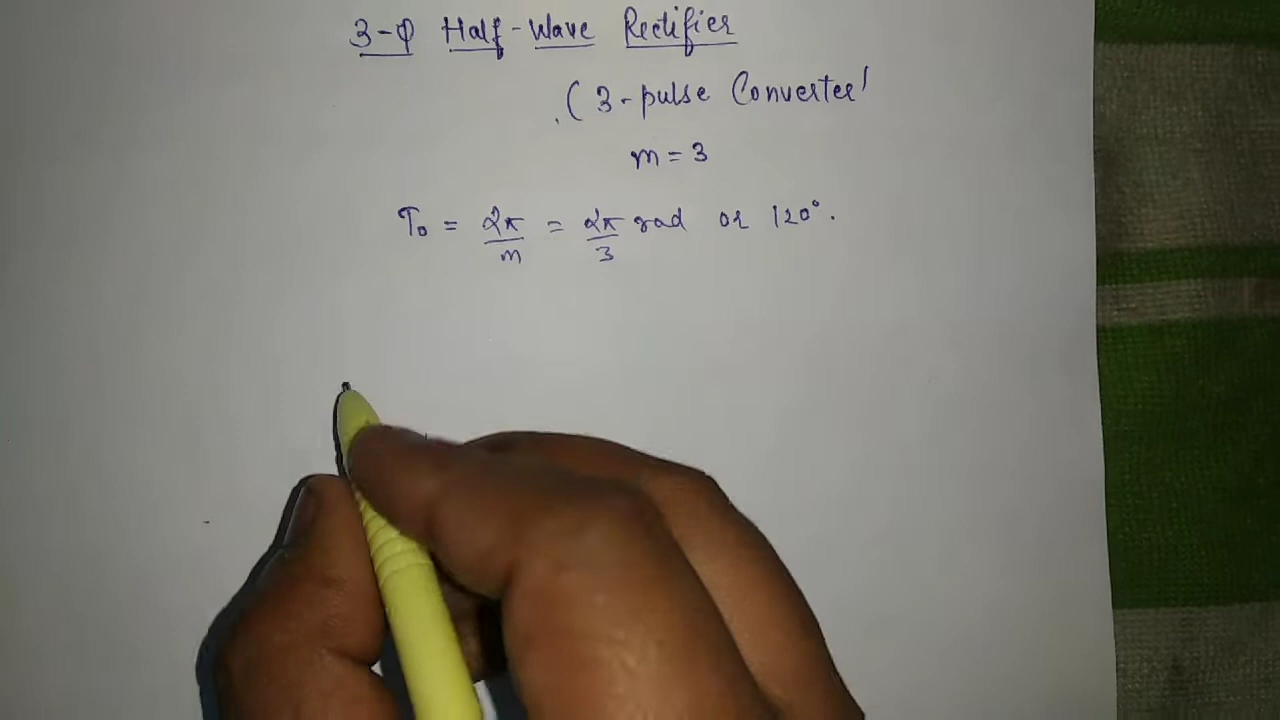 3-φ Half-Wave Rectifier
(3-pulse Converter)
m = 3
T₀ = 2π/m = 2π/3 rad or 120°.